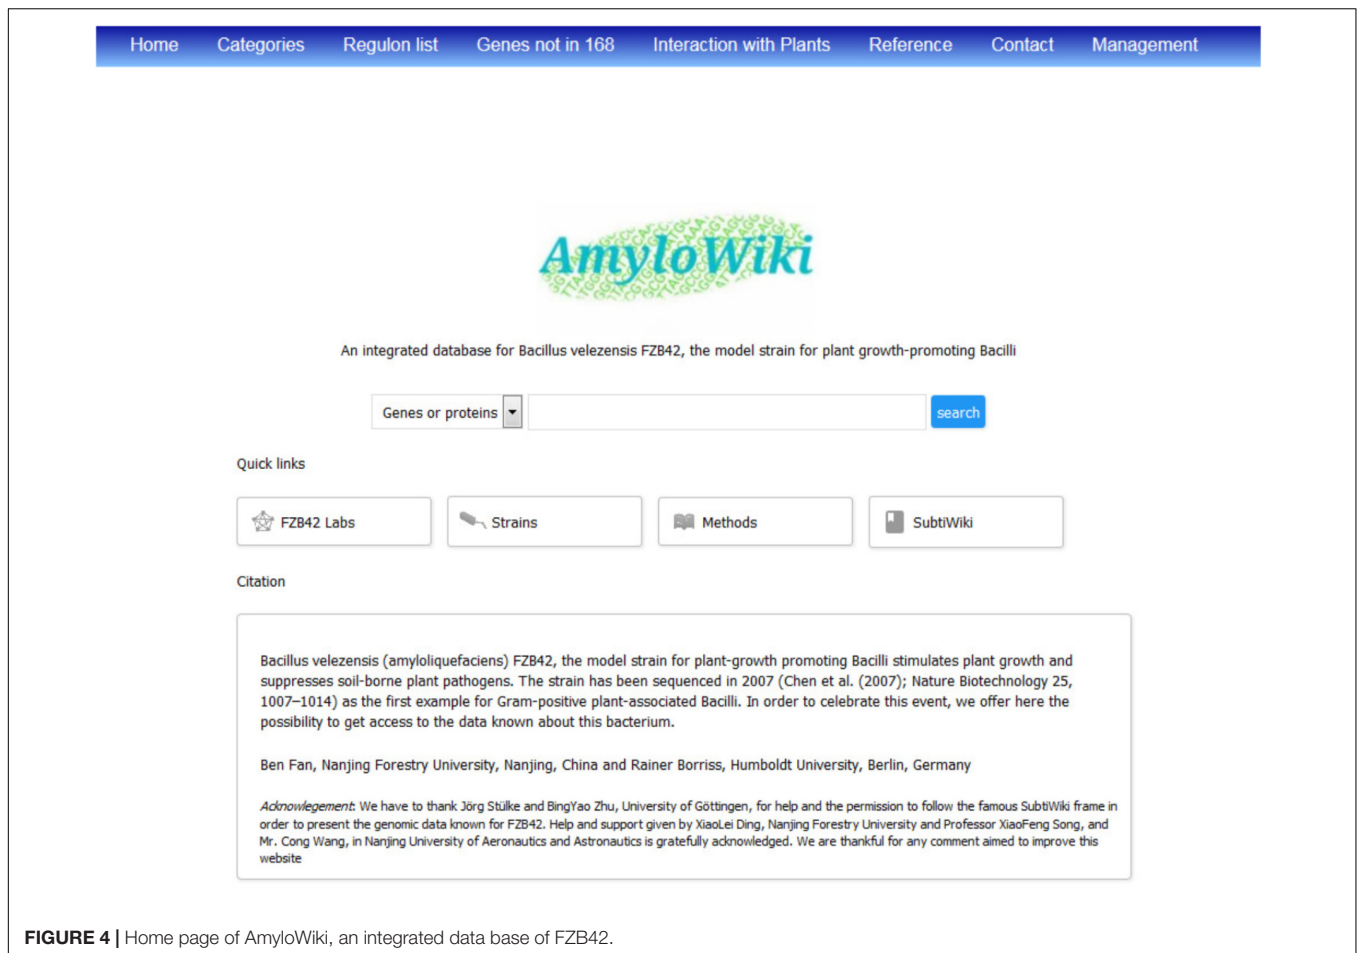 Home Categories Regulon list Genes not in 168 Interaction with Plants Reference Contact Management
AmyloWiki
An integrated database for Bacillus velezensis FZB42, the model strain for plant growth-promoting Bacilli
Genes or proteins search
Quick links
FZB42 Labs Strains Methods SubtiWiki
Citation
Bacillus velezensis (amyloliquefaciens) FZB42, the model strain for plant-growth promoting Bacilli stimulates plant growth and
suppresses soil-borne plant pathogens. The strain has been sequenced in 2007 (Chen et al. (2007); Nature Biotechnology 25,
1007–1014) as the first example for Gram-positive plant-associated Bacilli. In order to celebrate this event, we offer here the
possibility to get access to the data known about this bacterium.
Ben Fan, Nanjing Forestry University, Nanjing, China and Rainer Borriss, Humboldt University, Berlin, Germany
Acknowlegement: We have to thank Jörg Stülke and BingYao Zhu, University of Göttingen, for help and the permission to follow the famous SubtiWiki frame in
order to present the genomic data known for FZB42. Help and support given by XiaoLei Ding, Nanjing Forestry University and Professor XiaoFeng Song, and
Mr. Cong Wang, in Nanjing University of Aeronautics and Astronautics is gratefully acknowledged. We are thankful for any comment aimed to improve this
website
FIGURE 4 | Home page of AmyloWiki, an integrated data base of FZB42.